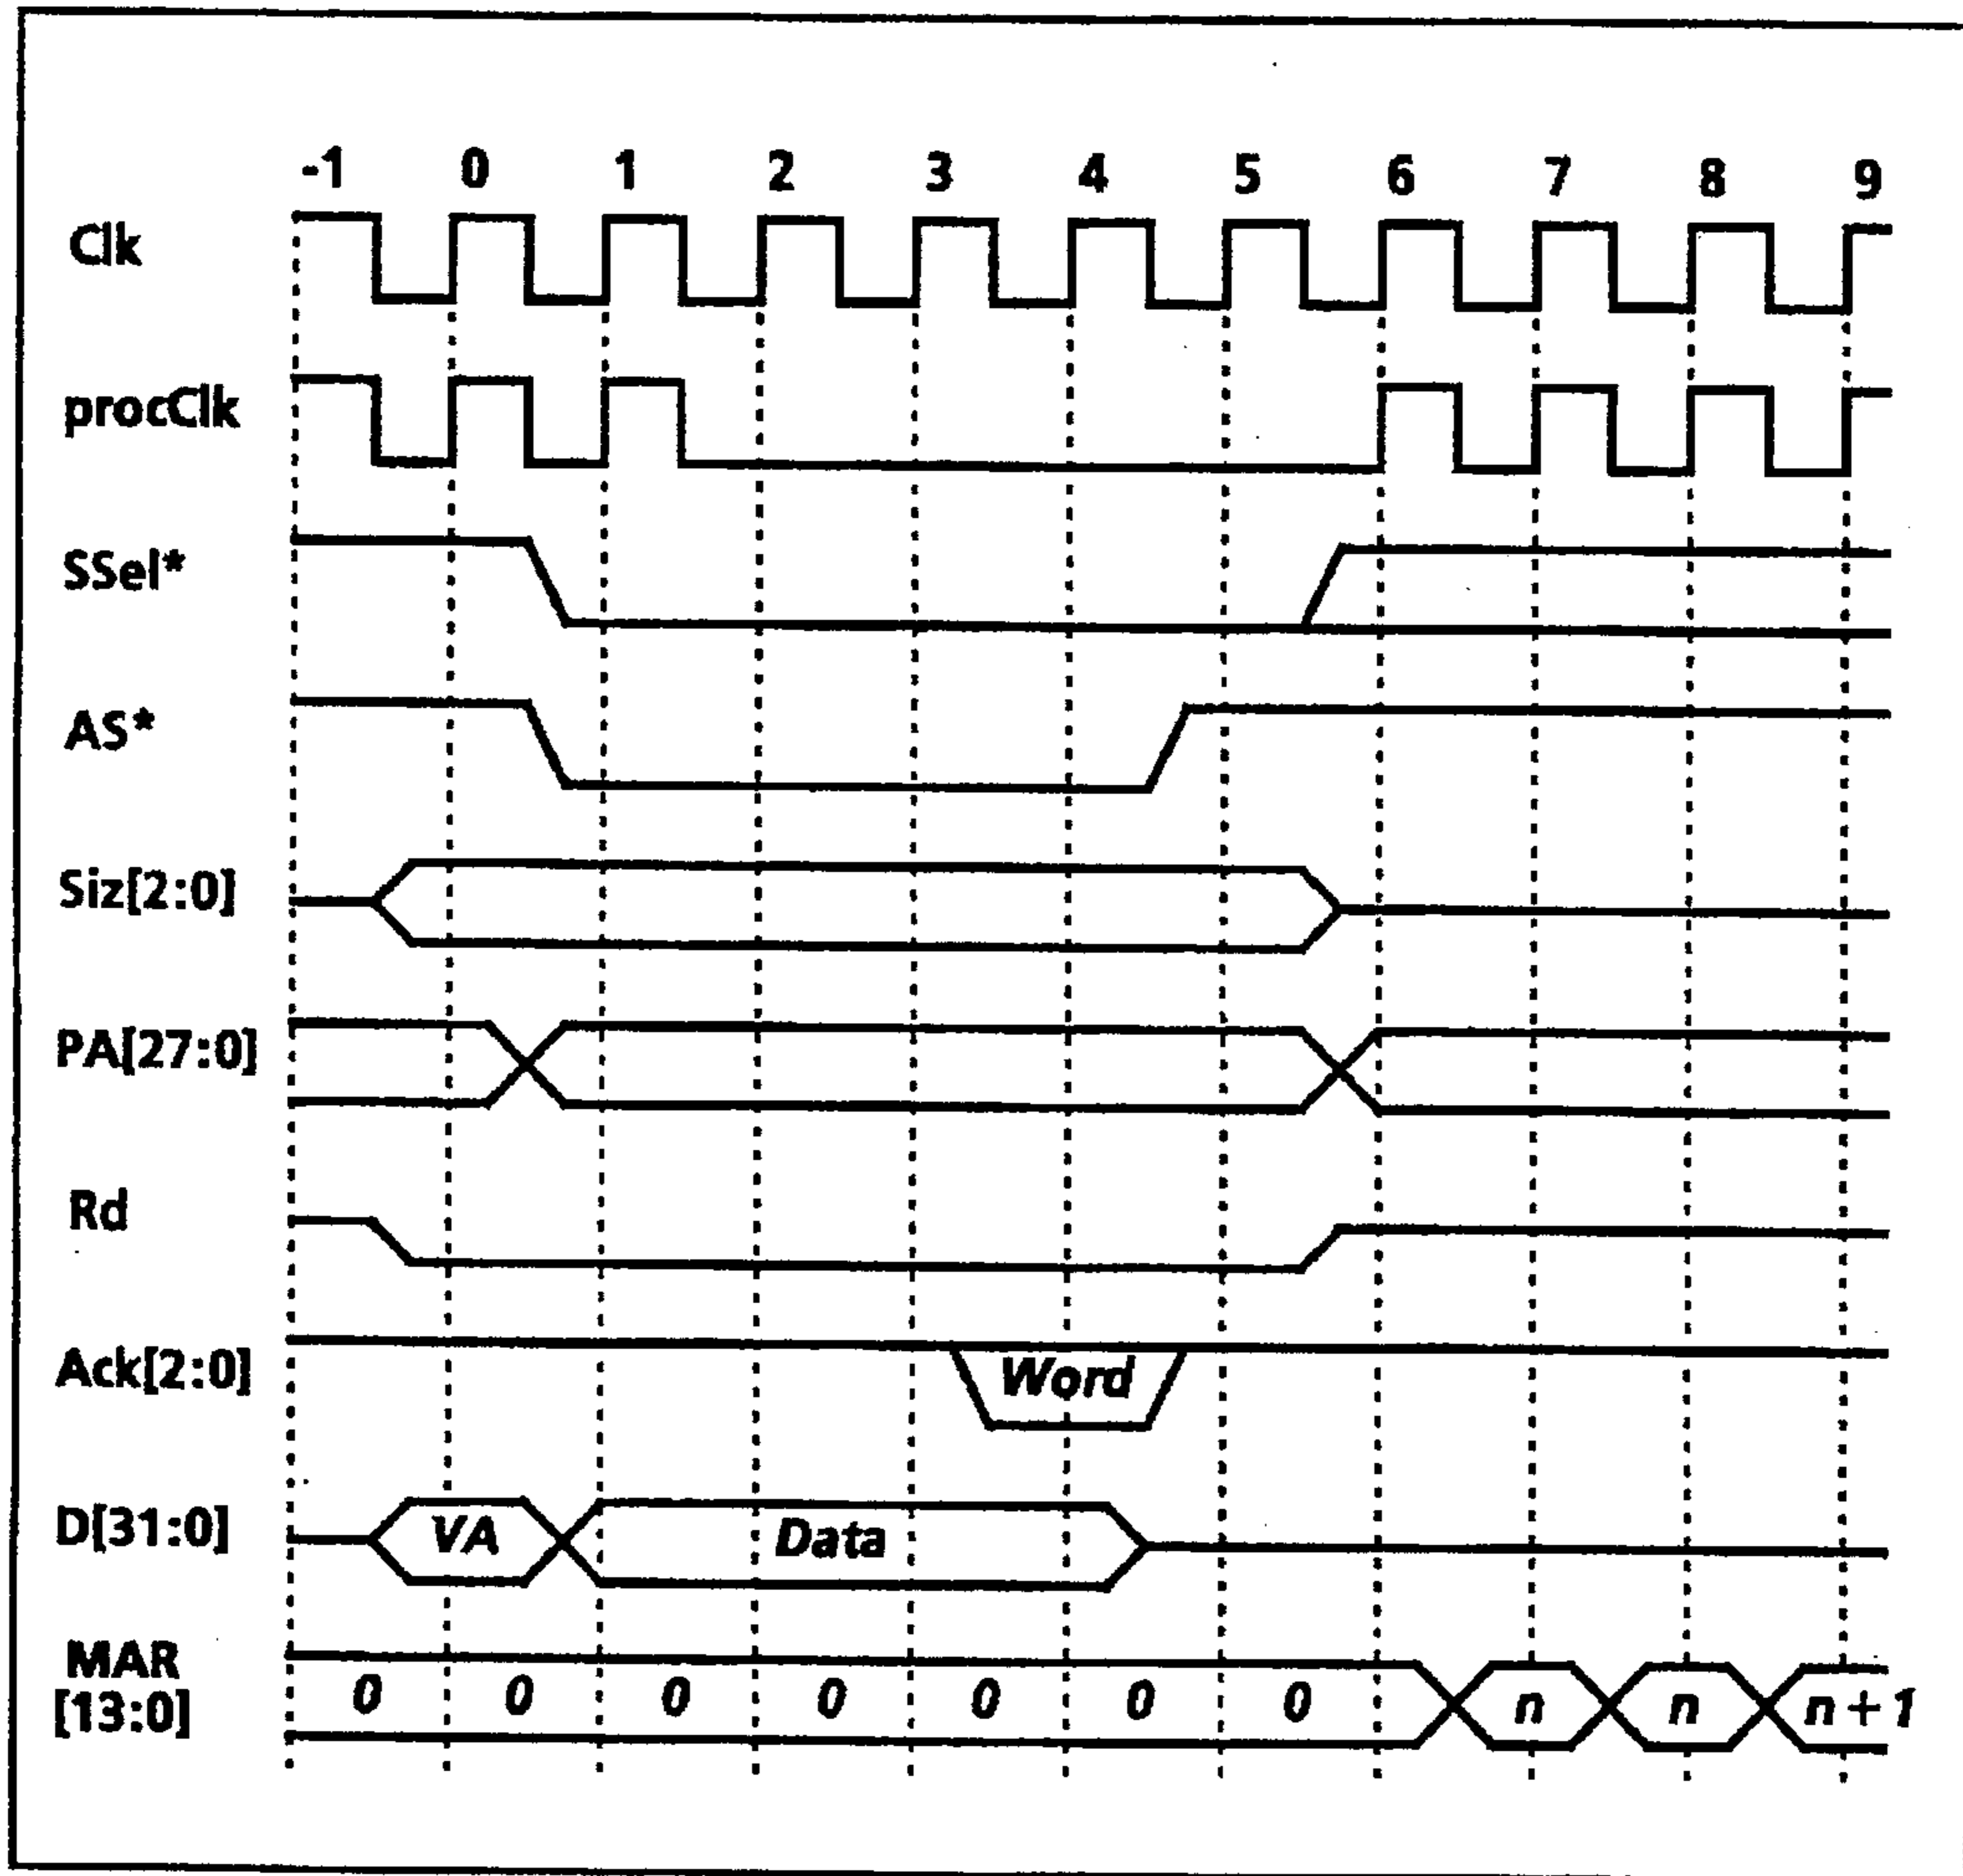 -1 0 1 2 3 4 5 6 7 8 9
Clk
procClk
SSel*
AS*
Siz[2:0]
PA[27:0]
Rd
Ack[2:0] Word
D[31:0] VA Data
MAR
[13:0] 0 0 0 0 0 0 0 n n n+1